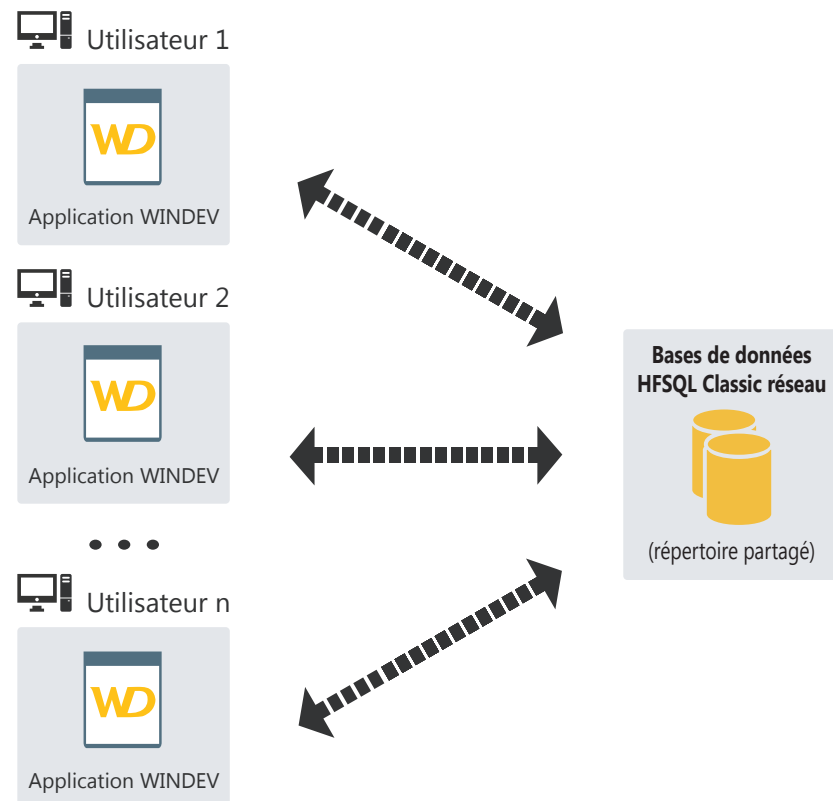 Utilisateur 1
WD
Application WINDEV
Utilisateur 2
WD
Application WINDEV
Utilisateur n
WD
Application WINDEV
Bases de données
HFSQL Classic réseau
(répertoire partagé)